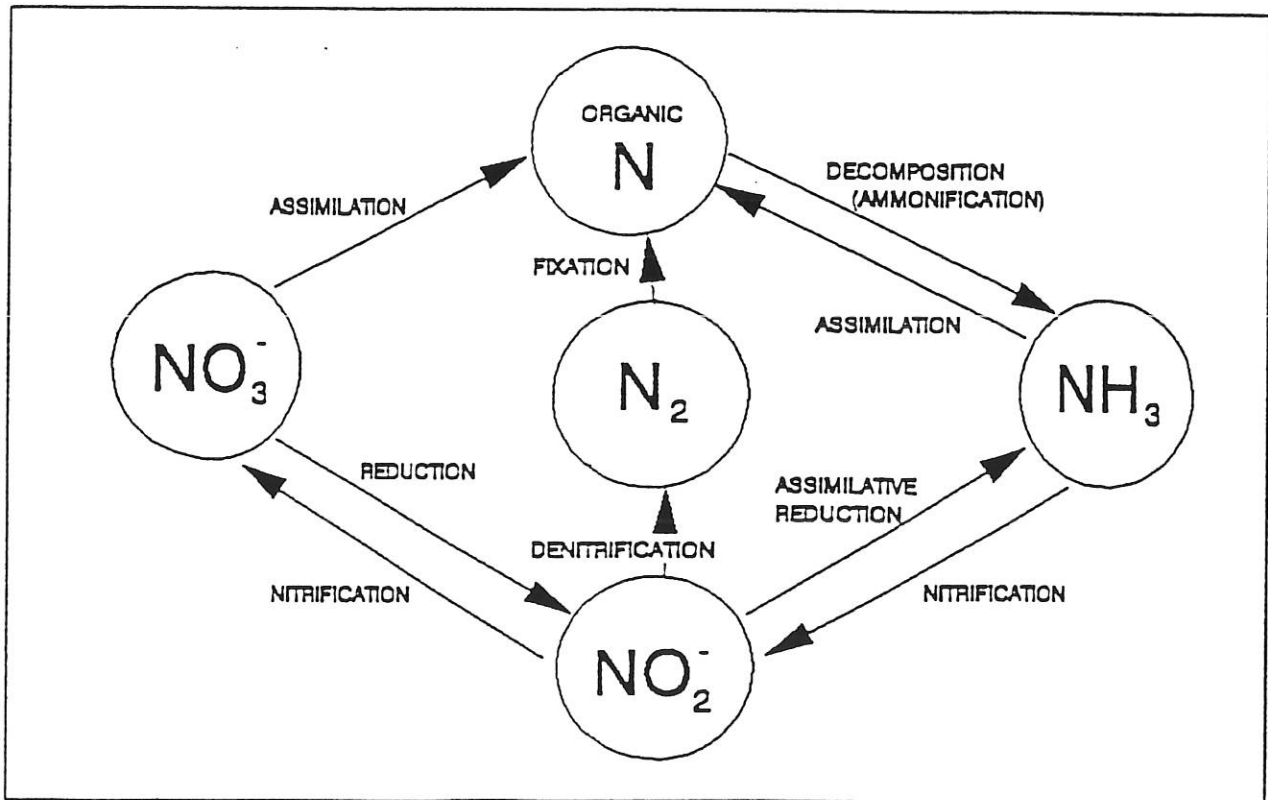 ORGANIC
N
DECOMPOSITION
(AMMONIFICATION)
ASSIMILATION
FIXATION
ASSIMILATION
NO₃⁻
N₂
NH₃
REDUCTION
ASSIMILATIVE
REDUCTION
DENITRIFICATION
NITRIFICATION
NITRIFICATION
NO₂⁻